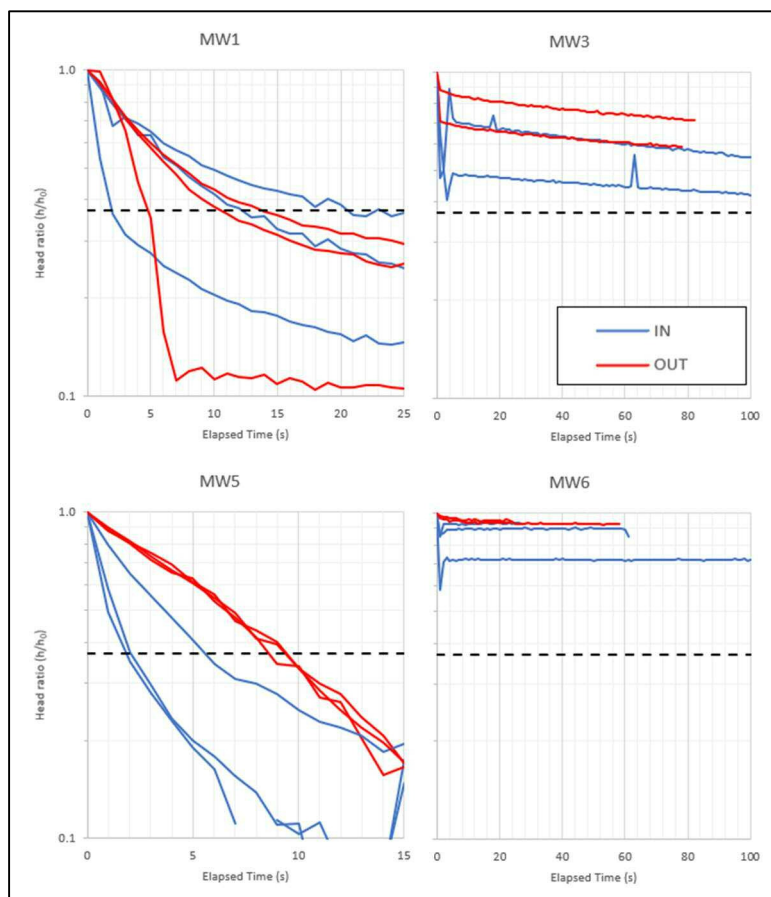 MW1
1.0
0.1
Head ratio (h/h₀)
0 5 10 15 20 25
Elapsed Time (s)
MW3
IN
OUT
0 20 40 60 80 100
Elapsed Time (s)
MW5
1.0
0.1
Head ratio (h/h₀)
0 5 10 15
Elapsed Time (s)
MW6
0 20 40 60 80 100
Elapsed Time (s)